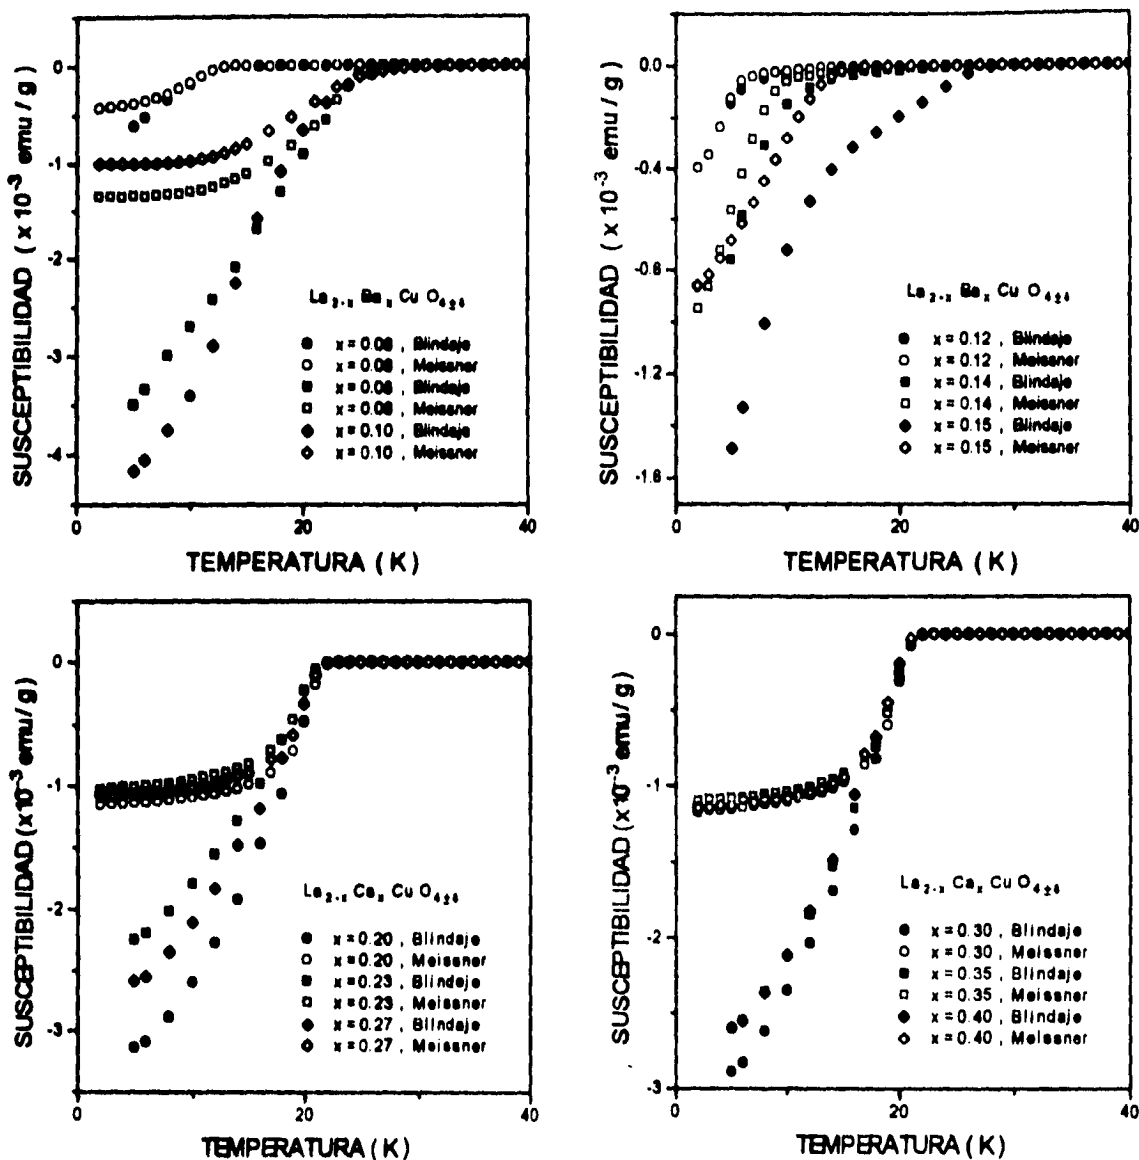 SUSCEPTIBILIDAD ( x 10⁻³ emu / g )
0
-1
-2
-3
-4
La₂₋ₓ Baₓ Cu O₄±δ
x = 0.08 , Blindaje
x = 0.08 , Meissner
x = 0.08 , Blindaje
x = 0.08 , Meissner
x = 0.10 , Blindaje
x = 0.10 , Meissner
0 20 40
TEMPERATURA ( K )
SUSCEPTIBILIDAD ( x 10⁻³ emu / g )
0.0
-0.4
-0.8
-1.2
-1.6
La₂₋ₓ Baₓ Cu O₄±δ
x = 0.12 , Blindaje
x = 0.12 , Meissner
x = 0.14 , Blindaje
x = 0.14 , Meissner
x = 0.15 , Blindaje
x = 0.15 , Meissner
0 20 40
TEMPERATURA ( K )
SUSCEPTIBILIDAD (x10⁻³ emu/g)
0
-1
-2
-3
La₂₋ₓ Caₓ Cu O₄±δ
x = 0.20 , Blindaje
x = 0.20 , Meissner
x = 0.23 , Blindaje
x = 0.23 , Meissner
x = 0.27 , Blindaje
x = 0.27 , Meissner
0 20 40
TEMPERATURA ( K )
SUSCEPTIBILIDAD (x10⁻³ emu/g)
0
-1
-2
-3
La₂₋ₓ Caₓ Cu O₄±δ
x = 0.30 , Blindaje
x = 0.30 , Meissner
x = 0.35 , Blindaje
x = 0.35 , Meissner
x = 0.40 , Blindaje
x = 0.40 , Meissner
0 20 40
TEMPERATURA ( K )